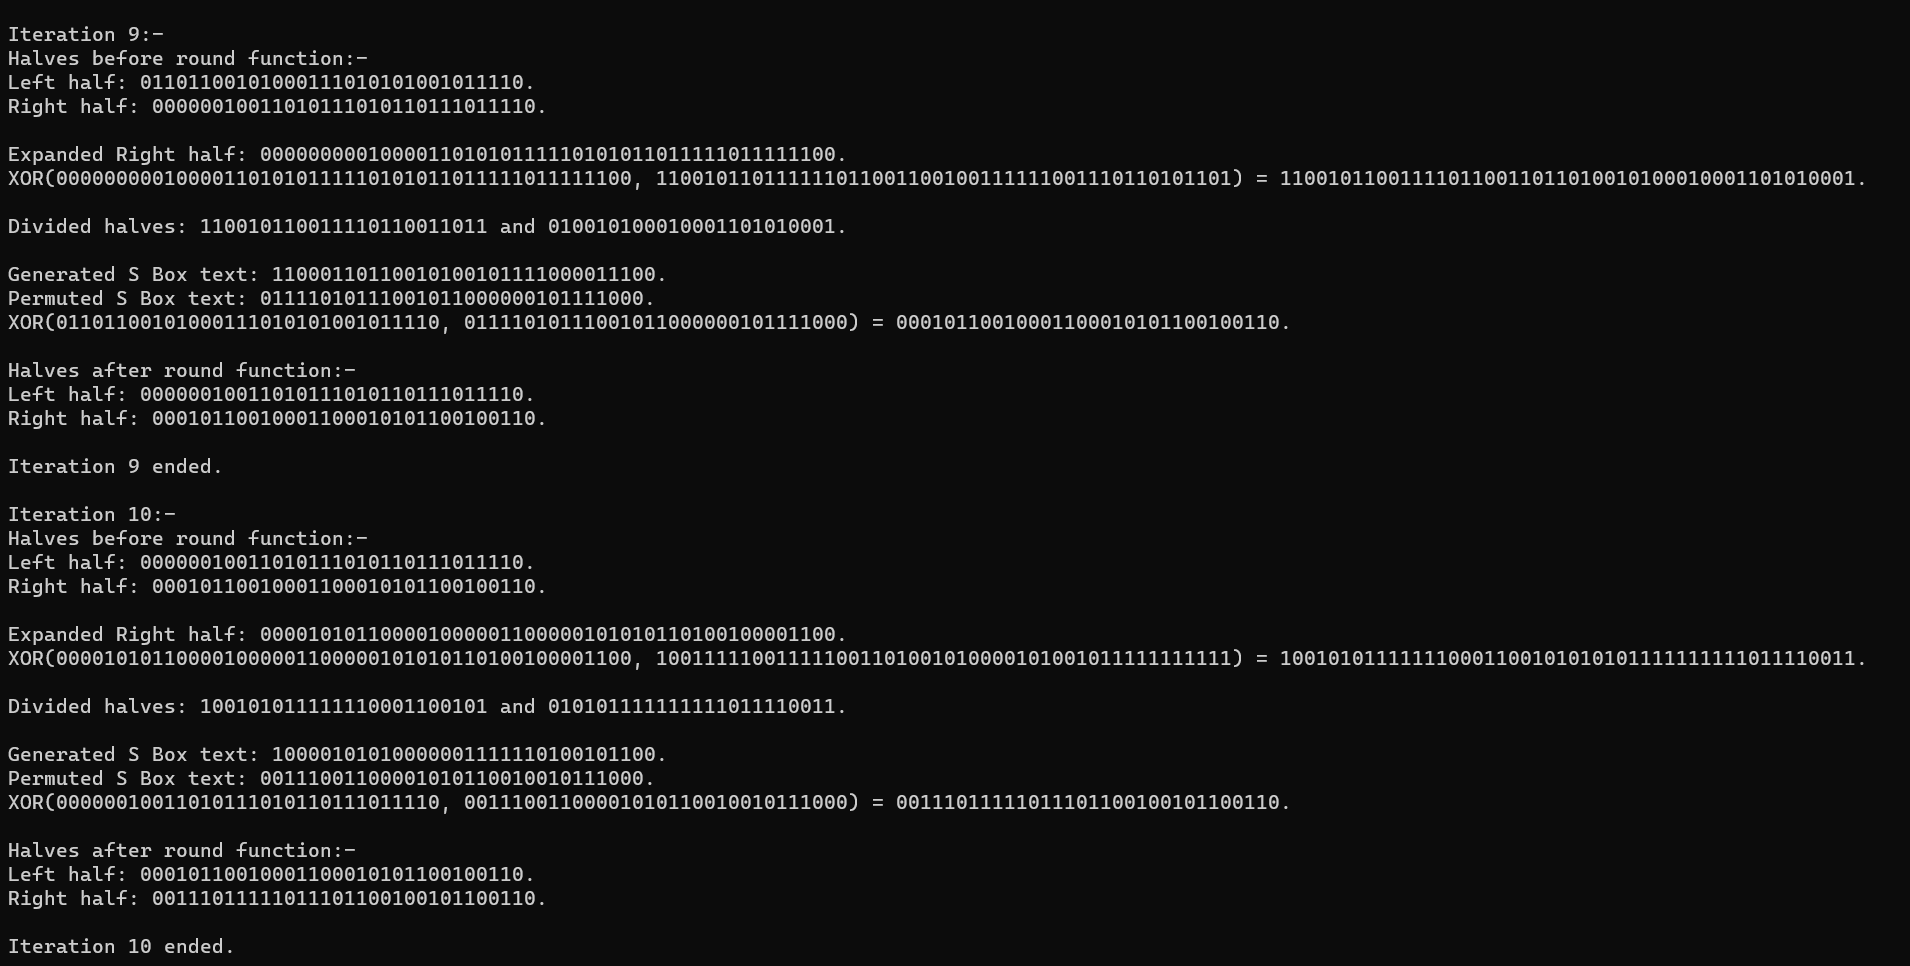 Iteration 9:-
Halves before round function:-
Left half: 01101100101000111010101001011110.
Right half: 00000010011010111010110111011110.
Expanded Right half: 000000000100001101010111110101011011111011111100.
XOR(000000000100001101010111110101011011111011111100, 110010110111111011001100100111111001110110101101) = 110010110011110110011011010010100010001101010001.
Divided halves: 110010110011110110011011 and 010010100010001101010001.
Generated S Box text: 11000110110010100101111000011100.
Permuted S Box text: 01111010111001011000000101111000.
XOR(01101100101000111010101001011110, 01111010111001011000000101111000) = 00010110010001100010101100100110.
Halves after round function:-
Left half: 00000010011010111010110111011110.
Right half: 00010110010001100010101100100110.
Iteration 9 ended.
Iteration 10:-
Halves before round function:-
Left half: 00000010011010111010110111011110.
Right half: 00010110010001100010101100100110.
Expanded Right half: 000010101100001000001100000101010110100100001100.
XOR(000010101100001000001100000101010110100100001100, 100111110011111001101001010000101001011111111111) = 100101011111110001100101010101111111111011110011.
Divided halves: 100101011111110001100101 and 010101111111111011110011.
Generated S Box text: 10000101010000001111110100101100.
Permuted S Box text: 00111001100001010110010010111000.
XOR(00000010011010111010110111011110, 00111001100001010110010010111000) = 00111011111011101100100101100110.
Halves after round function:-
Left half: 00010110010001100010101100100110.
Right half: 00111011111011101100100101100110.
Iteration 10 ended.